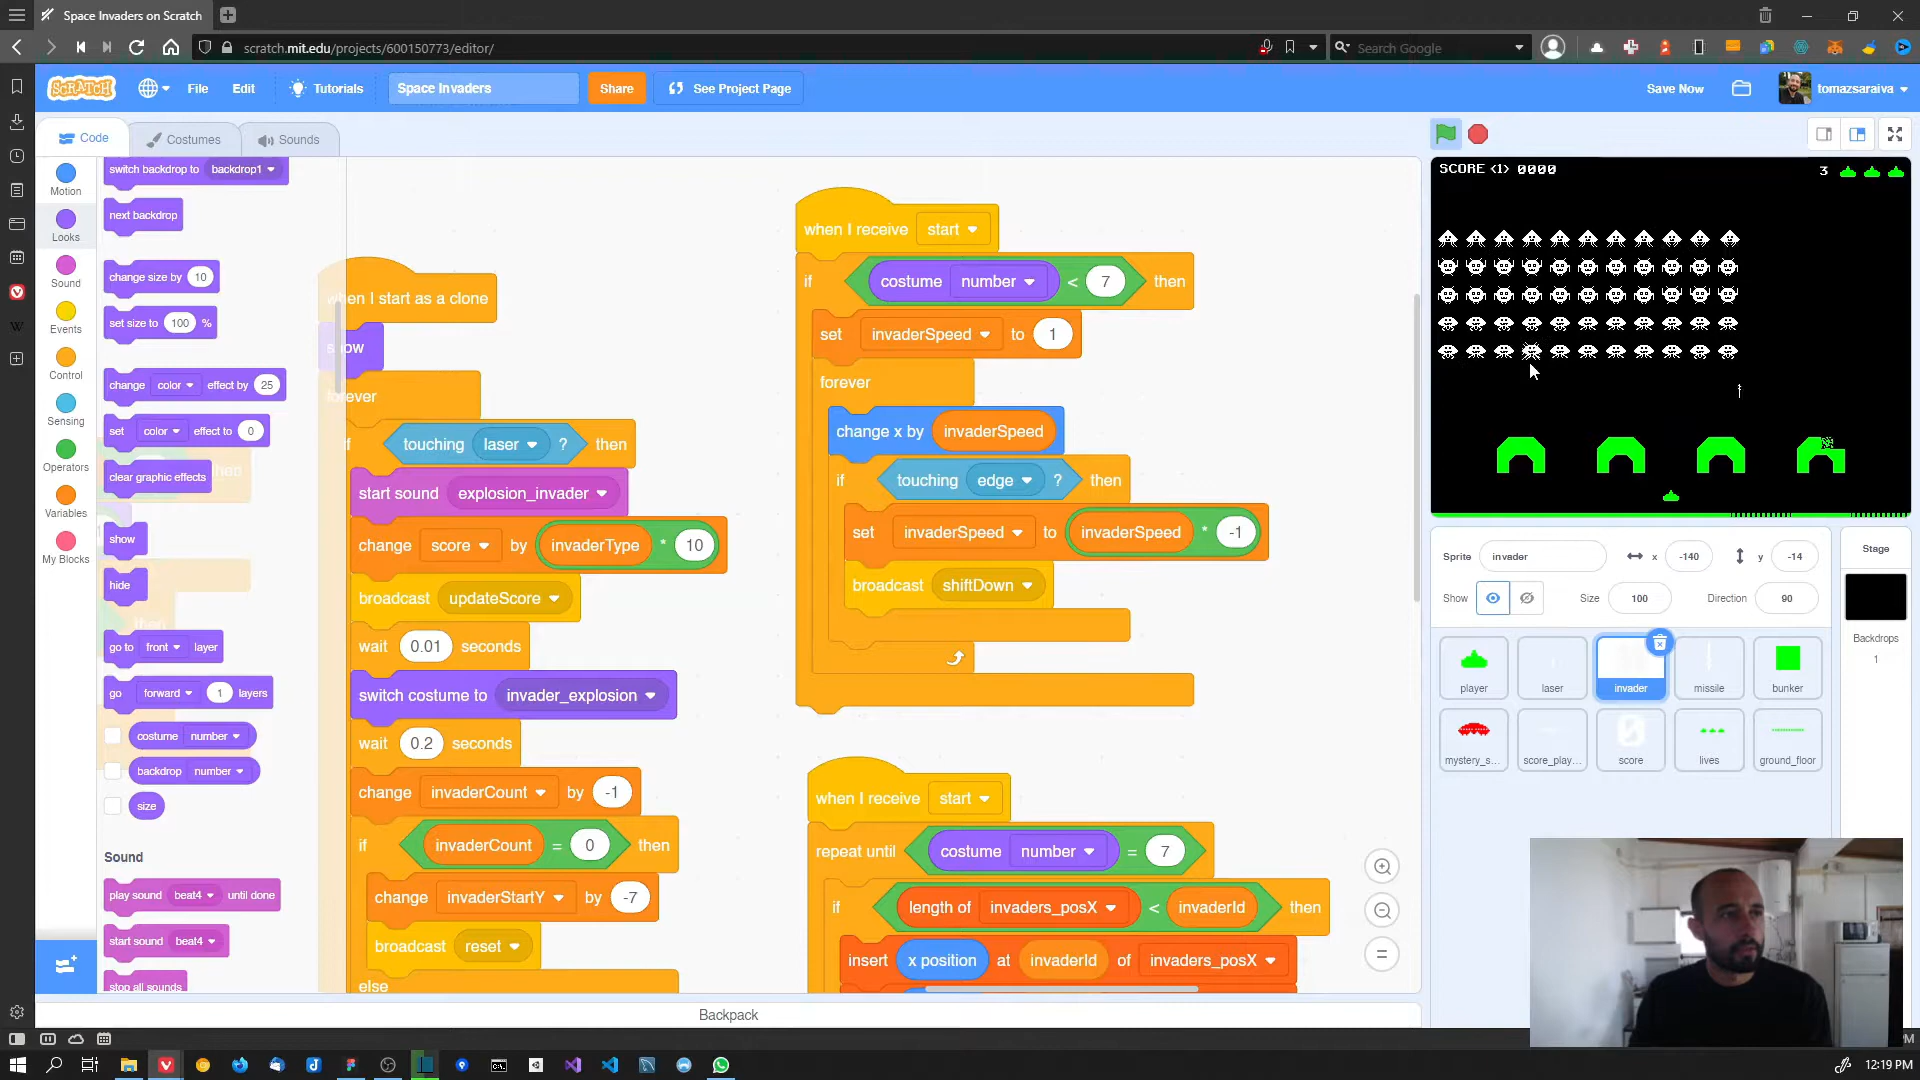 Space Invaders on Scratch
scratch.mit.edu/projects/600150773/editor/
Search Google
SCRATCH
File
Edit
Tutorials
Space Invaders
Share
See Project Page
Save Now
tomazsaraiva
Code
Costumes
Sounds
Motion
Looks
Sound
Events
Control
Sensing
Operators
Variables
My Blocks
switch backdrop to backdrop1
next backdrop
change size by 10
set size to 100 %
change color effect by 25
set color effect to 0
clear graphic effects
show
hide
go to front layer
go forward 1 layers
costume number
backdrop number
size
Sound
play sound beat4 until done
start sound beat4
stop all sounds
when I start as a clone
show
forever
if touching laser ? then
start sound explosion_invader
change score by invaderType * 10
broadcast updateScore
wait 0.01 seconds
switch costume to invader_explosion
wait 0.2 seconds
change invaderCount by -1
if invaderCount = 0 then
change invaderStartY by -7
broadcast reset
else
when I receive start
if costume number < 7 then
set invaderSpeed to 1
forever
change x by invaderSpeed
if touching edge ? then
set invaderSpeed to invaderSpeed * -1
broadcast shiftDown
when I receive start
repeat until costume number = 7
if length of invaders_posX < invaderId then
insert x position at invaderId of invaders_posX
Backpack
SCORE <1> 0000
3
Sprite invader x -140 y -14
Show Size 100 Direction 90
player
laser
invader
missile
bunker
mystery_s...
score_play...
score
lives
ground_floor
Stage
Backdrops
1
12:19 PM